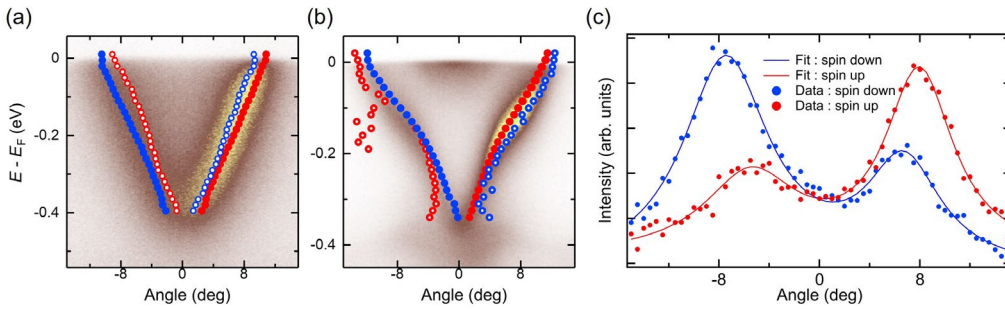 (a)
(b)
(c)
0
-0.2
-0.4
E - E_F (eV)
-8
0
8
Angle (deg)
0
-0.2
-0.4
-8
0
8
Angle (deg)
Fit : spin down
Fit : spin up
Data : spin down
Data : spin up
Intensity (arb. units)
-8
0
8
Angle (deg)